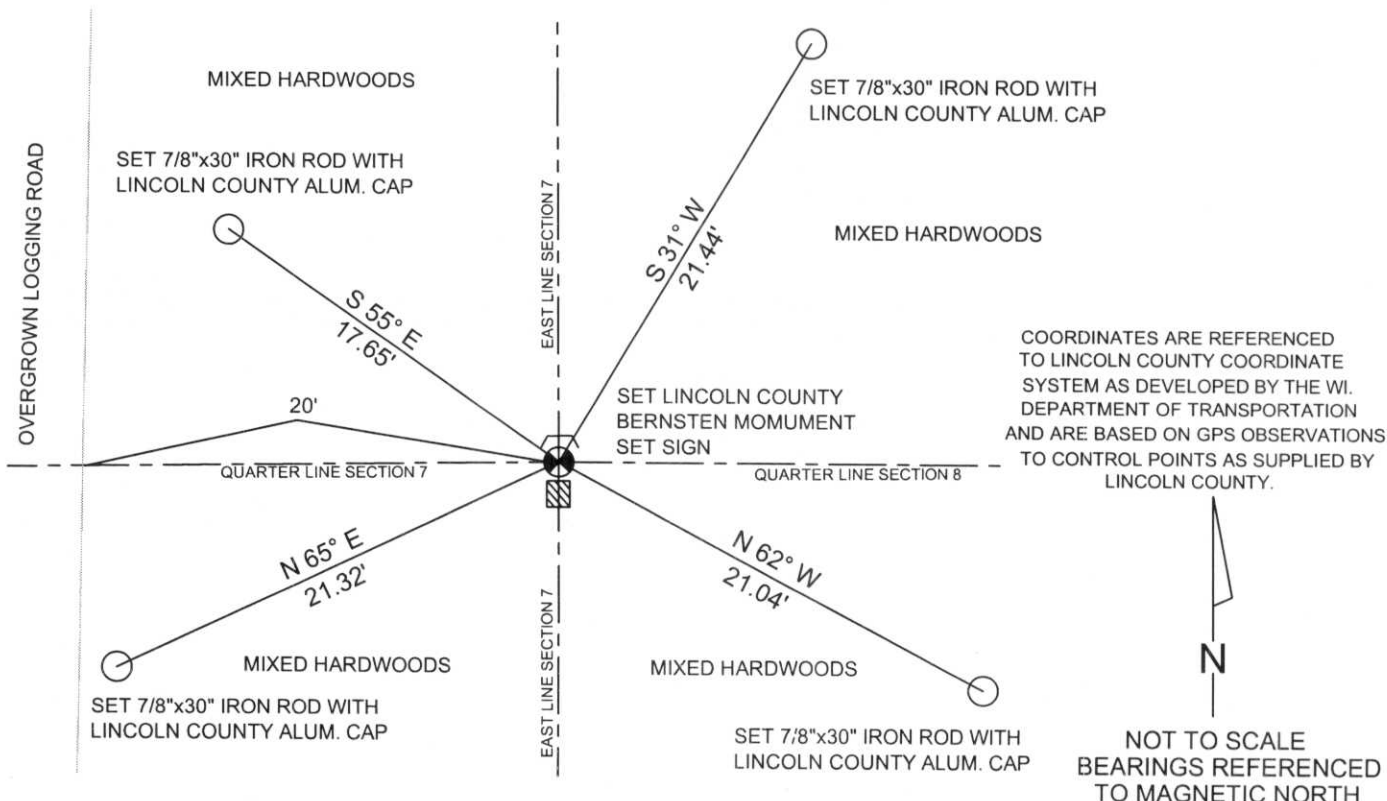 MIXED HARDWOODS
SET 7/8"x30" IRON ROD WITH
LINCOLN COUNTY ALUM. CAP
SET 7/8"x30" IRON ROD WITH
LINCOLN COUNTY ALUM. CAP
OVERGROWN LOGGING ROAD
EAST LINE SECTION 7
S 31° W
21.44'
MIXED HARDWOODS
S 55° E
17.65'
20'
SET LINCOLN COUNTY
BERNSTEN MOMUMENT
SET SIGN
COORDINATES ARE REFERENCED
TO LINCOLN COUNTY COORDINATE
SYSTEM AS DEVELOPED BY THE WI.
DEPARTMENT OF TRANSPORTATION
AND ARE BASED ON GPS OBSERVATIONS
TO CONTROL POINTS AS SUPPLIED BY
LINCOLN COUNTY.
QUARTER LINE SECTION 7
QUARTER LINE SECTION 8
N 65° E
21.32'
N 62° W
21.04'
EAST LINE SECTION 7
MIXED HARDWOODS
MIXED HARDWOODS
SET 7/8"x30" IRON ROD WITH
LINCOLN COUNTY ALUM. CAP
SET 7/8"x30" IRON ROD WITH
LINCOLN COUNTY ALUM. CAP
N
NOT TO SCALE
BEARINGS REFERENCED
TO MAGNETIC NORTH